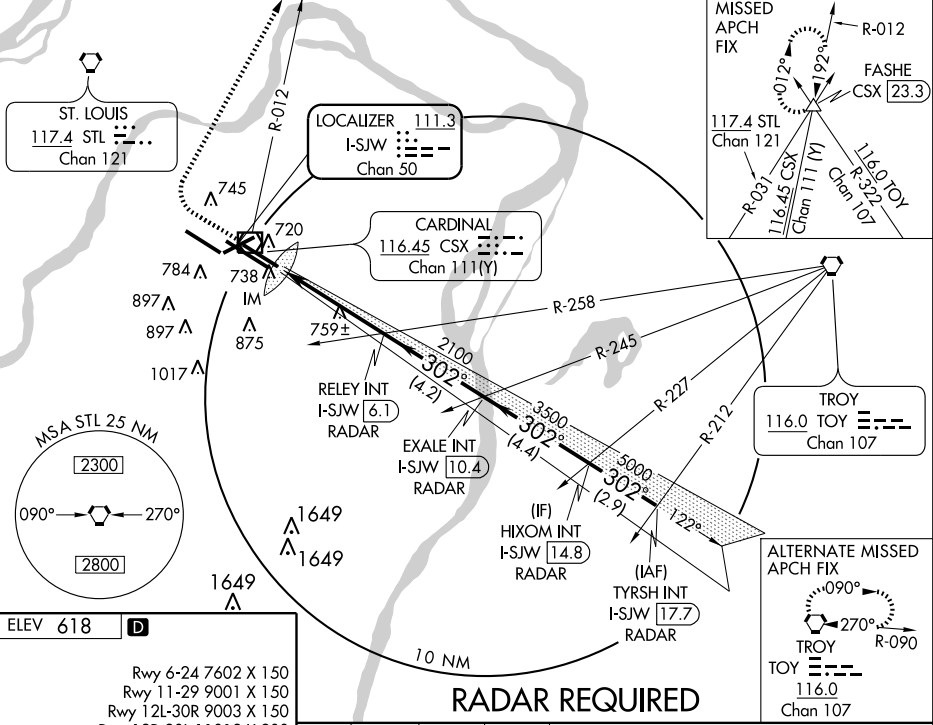 MISSED
APCH
FIX
R-012
012°
192°
FASHE
CSX 23.3
117.4 STL
Chan 121
R-031
116.45 CSX
Chan 111 (Y)
116.0 TOY
R-322
Chan 107
ST. LOUIS
117.4 STL
Chan 121
R-012
LOCALIZER 111.3
I-SJW
Chan 50
745
720
CARDINAL
116.45 CSX
Chan 111(Y)
784
738
IM
897
897
875
759±
1017
R-258
2100
302°
(4.2)
R-245
RELEY INT
I-SJW 6.1
RADAR
3500
302°
(4.4)
R-227
R-212
EXALE INT
I-SJW 10.4
RADAR
5000
302°
(2.9)
122°
TROY
116.0 TOY
Chan 107
(IF)
HIXOM INT
I-SJW 14.8
RADAR
(IAF)
TYRSH INT
I-SJW 17.7
RADAR
MSA STL 25 NM
2300
090°
270°
2800
1649
1649
1649
10 NM
ALTERNATE MISSED
APCH FIX
090°
270°
R-090
TROY
TOY
116.0
Chan 107
ELEV 618 D
Rwy 6-24 7602 X 150
Rwy 11-29 9001 X 150
Rwy 12L-30R 9003 X 150
RADAR REQUIRED